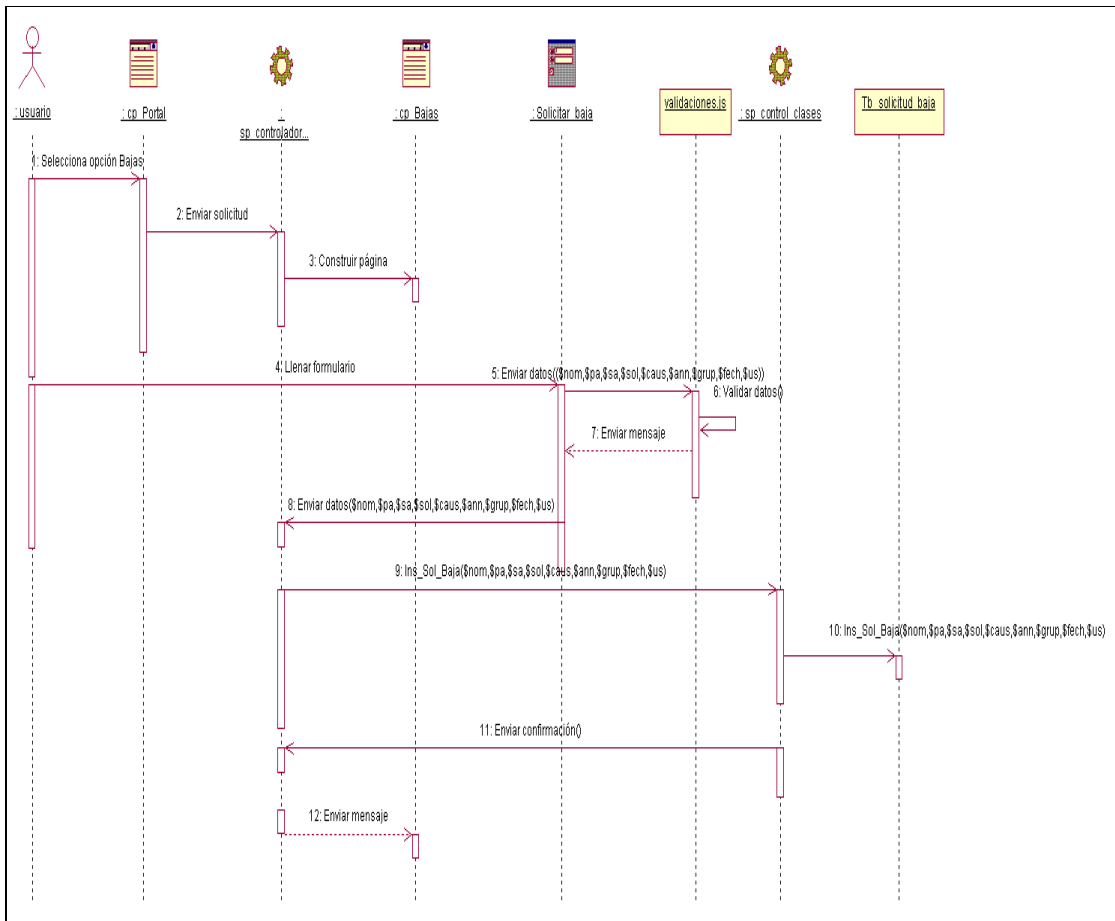 : usuario
: cp_Portal
:
sp_controlador...
: cp_Bajas
: Solicitar_baja
validaciones.js
: sp_control_clases
Tb_solicitud_baja
1: Selecciona opción Bajas
2: Enviar solicitud
3: Construir página
4: Llenar formulario
5: Enviar datos(($nom,$pa,$sa,$sol,$caus,$ann,$grup,$fech,$us))
6: Validar datos()
7: Enviar mensaje
8: Enviar datos($nom,$pa,$sa,$sol,$caus,$ann,$grup,$fech,$us)
9: Ins_Sol_Baja($nom,$pa,$sa,$sol,$caus,$ann,$grup,$fech,$us)
10: Ins_Sol_Baja($nom,$pa,$sa,$sol,$caus,$ann,$grup,$fech,$us)
11: Enviar confirmación()
12: Enviar mensaje